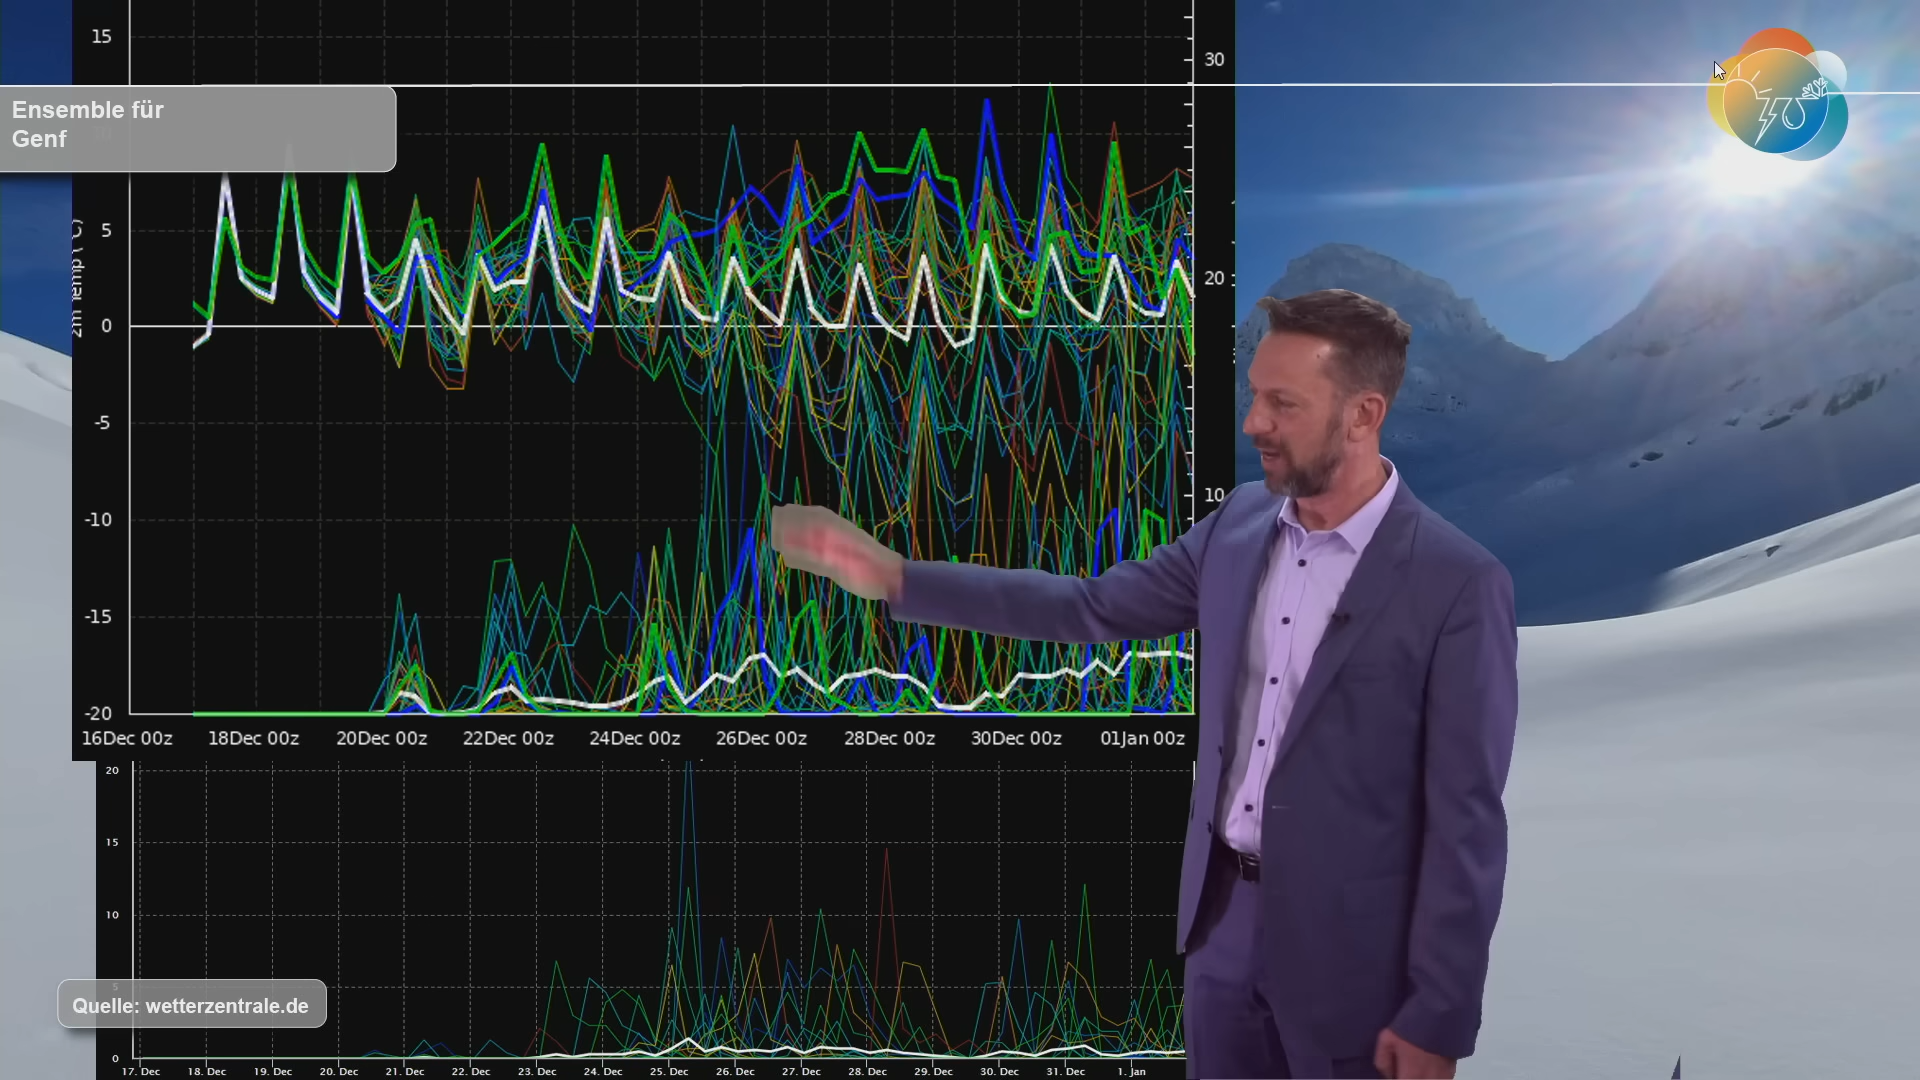 15
30
Ensemble für
Genf
5
2m Temp (°C)
0
20
-5
10
-10
-15
-20
16Dec 00z 18Dec 00z 20Dec 00z 22Dec 00z 24Dec 00z 26Dec 00z 28Dec 00z 30Dec 00z 01Jan 00z
20
15
10
5
Quelle: wetterzentrale.de
0
17. Dec 18. Dec 19. Dec 20. Dec 21. Dec 22. Dec 23. Dec 24. Dec 25. Dec 26. Dec 27. Dec 28. Dec 29. Dec 30. Dec 31. Dec 1. Jan